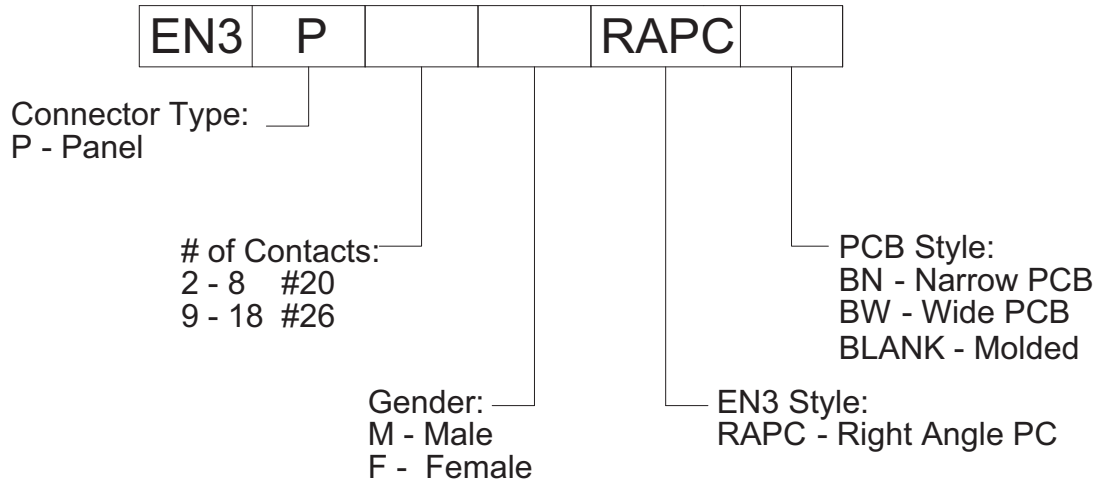 EN3 P RAPC
Connector Type:
P - Panel
# of Contacts:
2 - 8 #20
9 - 18 #26
PCB Style:
BN - Narrow PCB
BW - Wide PCB
BLANK - Molded
Gender:
M - Male
F - Female
EN3 Style:
RAPC - Right Angle PC